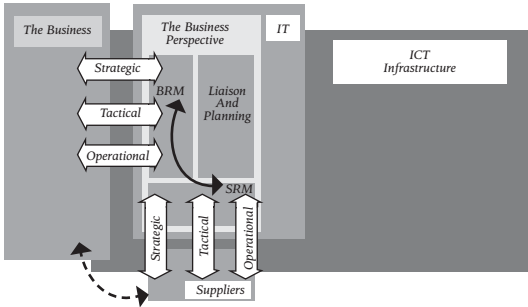 The Business
The Business
Perspective
IT
ICT
Infrastructure
Strategic
BRM
Liaison
And
Planning
Tactical
Operational
SRM
Strategic
Tactical
Operational
Suppliers